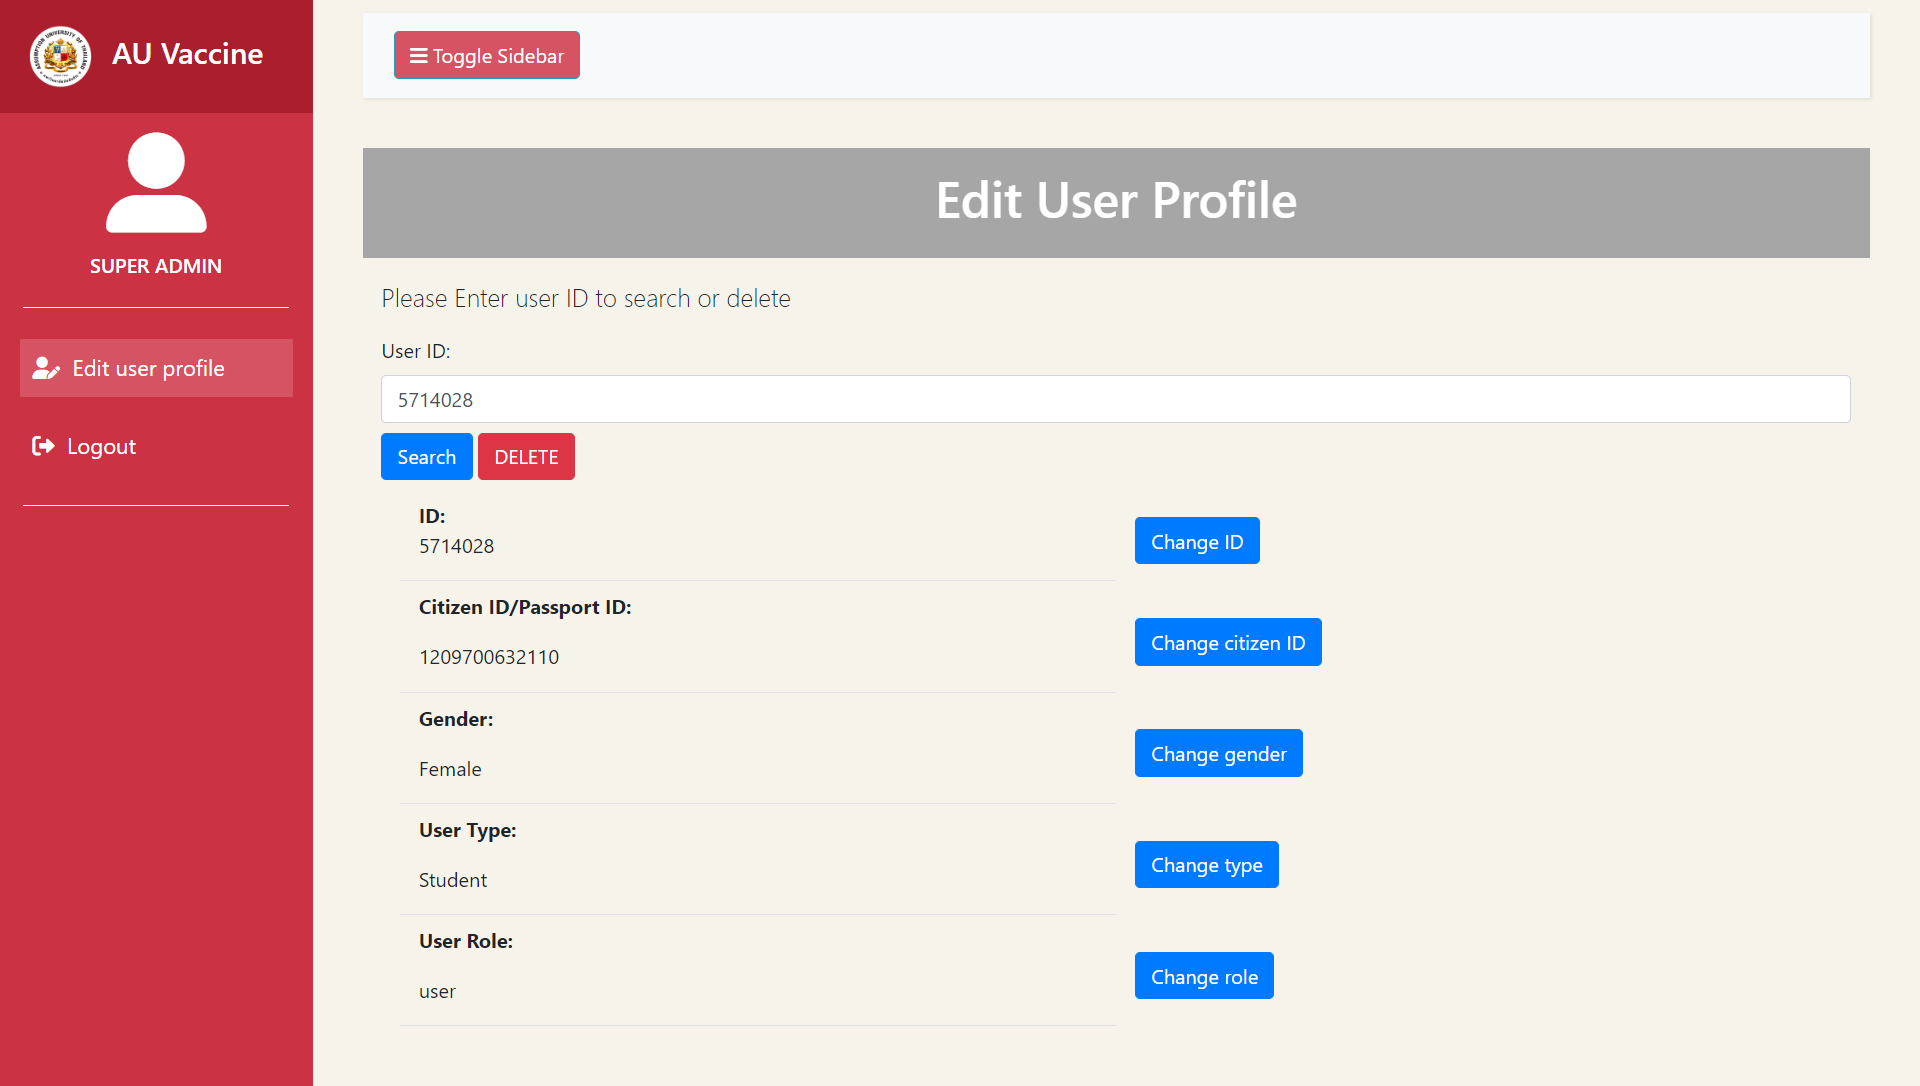 AU Vaccine
SUPER ADMIN
Edit user profile
Logout
Toggle Sidebar
Edit User Profile
Please Enter user ID to search or delete
User ID:
5714028
Search DELETE
ID:
5714028
Change ID
Citizen ID/Passport ID:
1209700632110
Change citizen ID
Gender:
Female
Change gender
User Type:
Student
Change type
User Role:
user
Change role